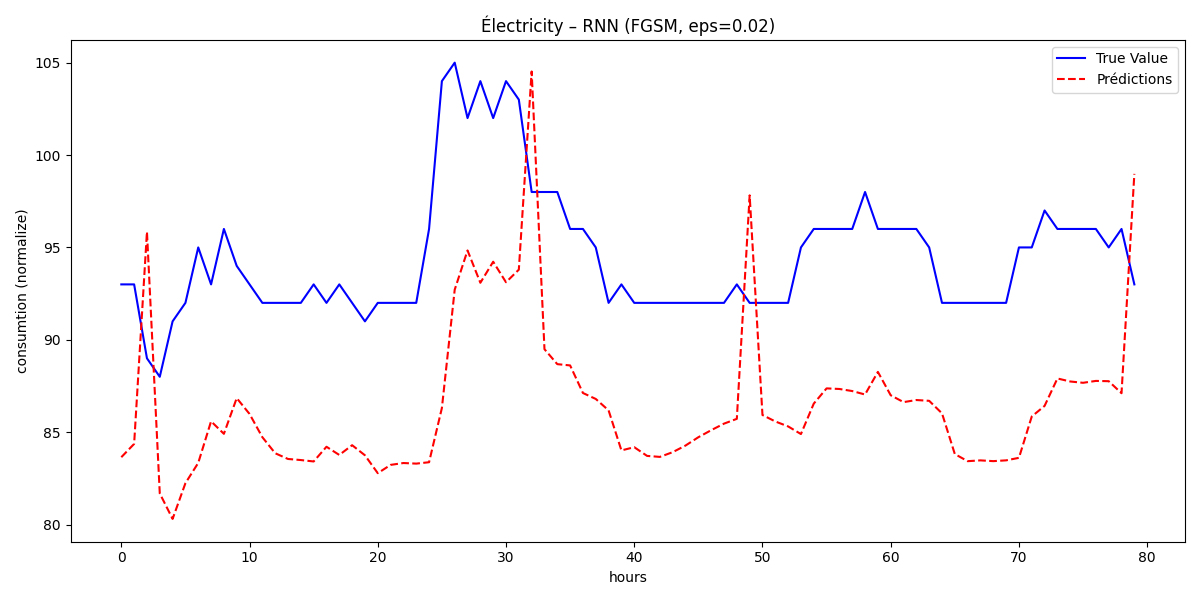 Électricity – RNN (FGSM, eps=0.02)
True Value
Prédictions
consumtion (normalize)
105
100
95
90
85
80
0 10 20 30 40 50 60 70 80
hours